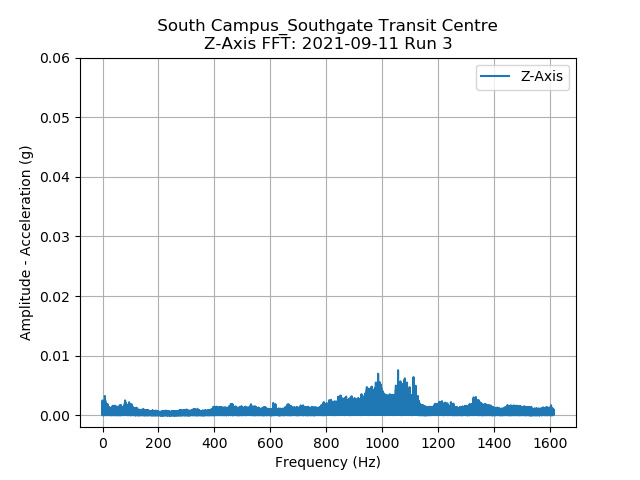 South Campus_Southgate Transit Centre
Z-Axis FFT: 2021-09-11 Run 3
Z-Axis
0.06
0.05
0.04
0.03
0.02
0.01
0.00
Amplitude - Acceleration (g)
0 200 400 600 800 1000 1200 1400 1600
Frequency (Hz)